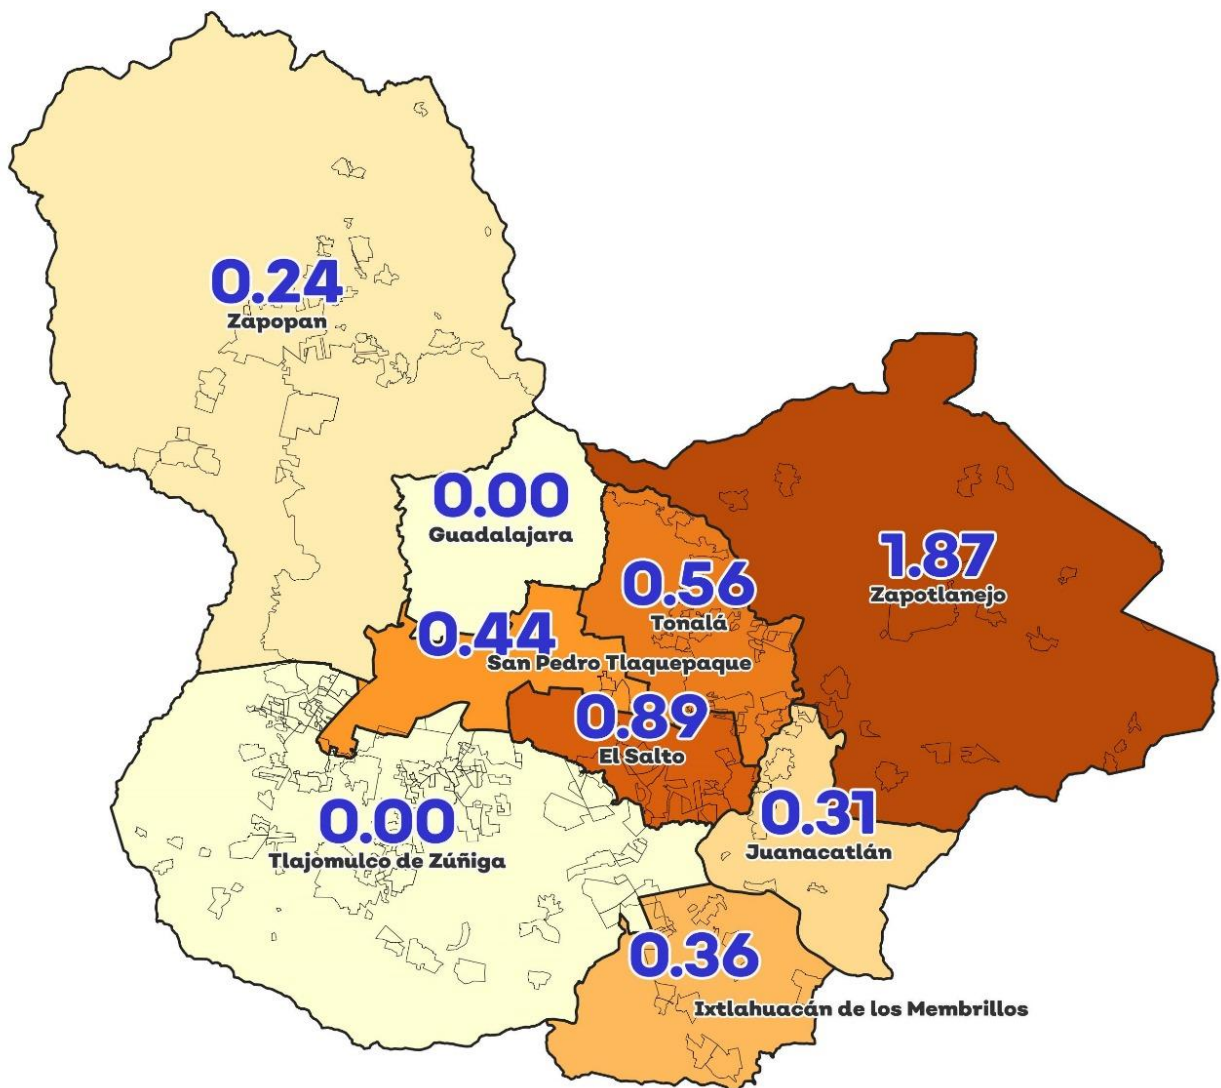 0.24
Zapopan
0.00
Guadalajara
1.87
Zapotlanejo
0.56
Tonalá
0.44
San Pedro Tlaquepaque
0.89
El Salto
0.00
Tlajomulco de Zúñiga
0.31
Juanacatlán
0.36
Ixtlahuacán de los Membrillos